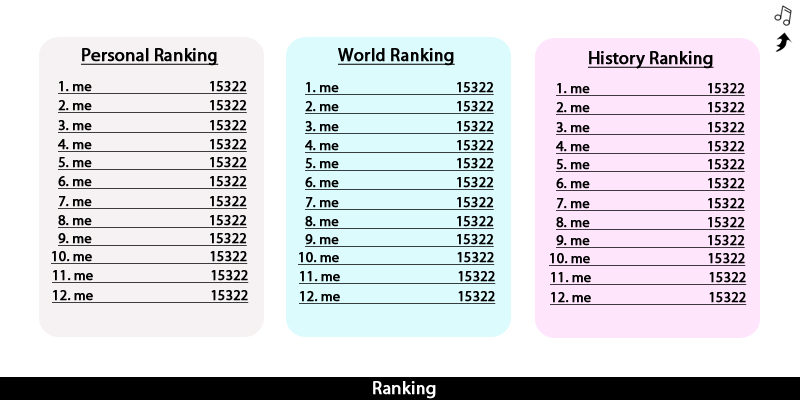 Personal Ranking
1. me 15322
2. me 15322
3. me 15322
4. me 15322
5. me 15322
6. me 15322
7. me 15322
8. me 15322
9. me 15322
10. me 15322
11. me 15322
12. me 15322
World Ranking
1. me 15322
2. me 15322
3. me 15322
4. me 15322
5. me 15322
6. me 15322
7. me 15322
8. me 15322
9. me 15322
10. me 15322
11. me 15322
12. me 15322
History Ranking
1. me 15322
2. me 15322
3. me 15322
4. me 15322
5. me 15322
6. me 15322
7. me 15322
8. me 15322
9. me 15322
10. me 15322
11. me 15322
12. me 15322
Ranking